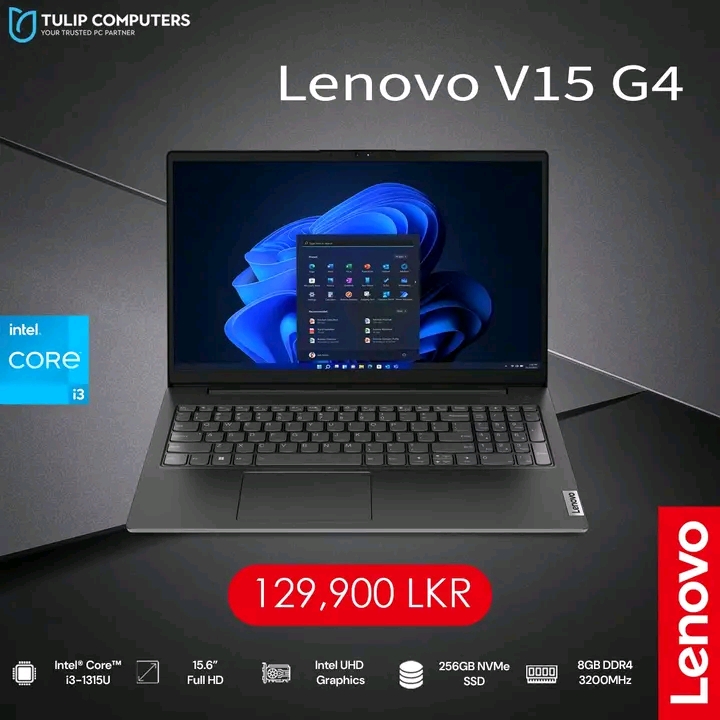 TULIP COMPUTERS
YOUR TRUSTED PC PARTNER
Lenovo V15 G4
intel.
CORE
i3
Lenovo
129,900 LKR
Lenovo
Intel® Core™
i3-1315U
15.6”
Full HD
Intel UHD
Graphics
256GB NVMe
SSD
8GB DDR4
3200MHz